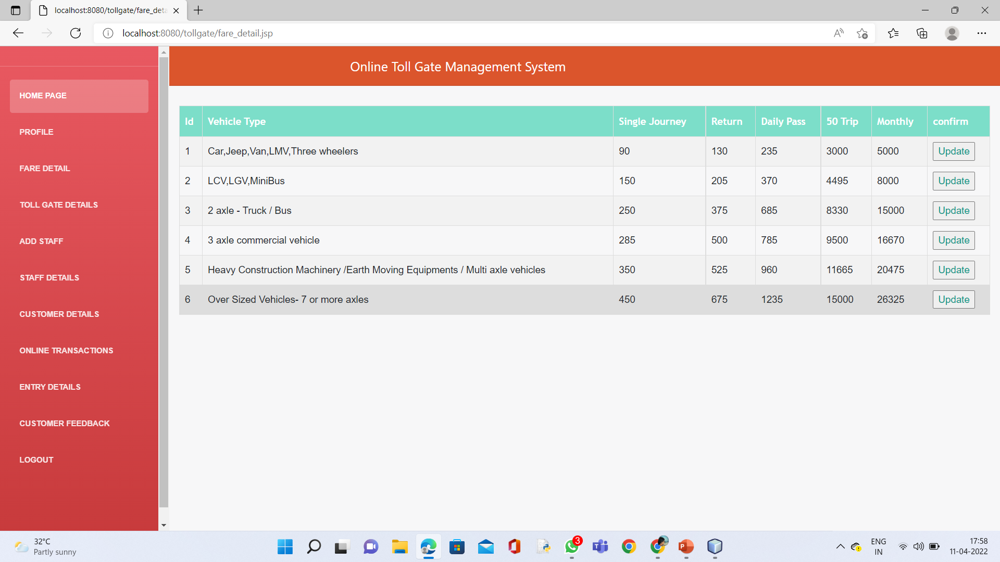 localhost:8080/tollgate/fare_deta
localhost:8080/tollgate/fare_detail.jsp
Online Toll Gate Management System
HOME PAGE
PROFILE
FARE DETAIL
TOLL GATE DETAILS
ADD STAFF
STAFF DETAILS
CUSTOMER DETAILS
ONLINE TRANSACTIONS
ENTRY DETAILS
CUSTOMER FEEDBACK
LOGOUT
Id Vehicle Type Single Journey Return Daily Pass 50 Trip Monthly confirm
1 Car,Jeep,Van,LMV,Three wheelers 90 130 235 3000 5000 Update
2 LCV,LGV,MiniBus 150 205 370 4495 8000 Update
3 2 axle - Truck / Bus 250 375 685 8330 15000 Update
4 3 axle commercial vehicle 285 500 785 9500 16670 Update
5 Heavy Construction Machinery /Earth Moving Equipments / Multi axle vehicles 350 525 960 11665 20475 Update
6 Over Sized Vehicles- 7 or more axles 450 675 1235 15000 26325 Update
32°C
Partly sunny
3
P
ENG
IN
17:58
11-04-2022